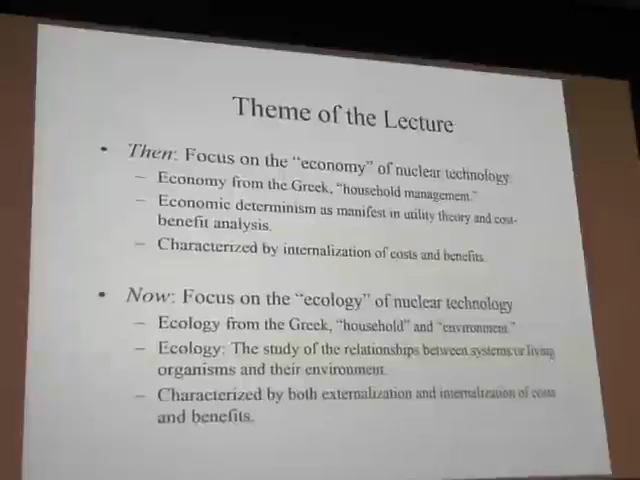 Theme of the Lecture
• Then: Focus on the “economy” of nuclear technology
– Economy from the Greek, “household management.”
– Economic determinism as manifest in utility theory and cost-
benefit analysis.
– Characterized by internalization of costs and benefits.
• Now: Focus on the “ecology” of nuclear technology
– Ecology from the Greek, “household” and “environment.”
– Ecology: The study of the relationships between systems or living
organisms and their environment.
– Characterized by both externalization and internalization of costs
and benefits.